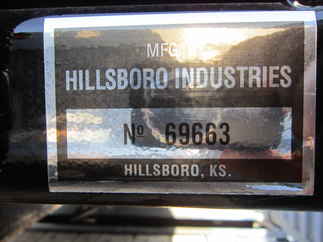 MFG. BY
HILLSBORO INDUSTRIES
Nº 69663
HILLSBORO, KS.